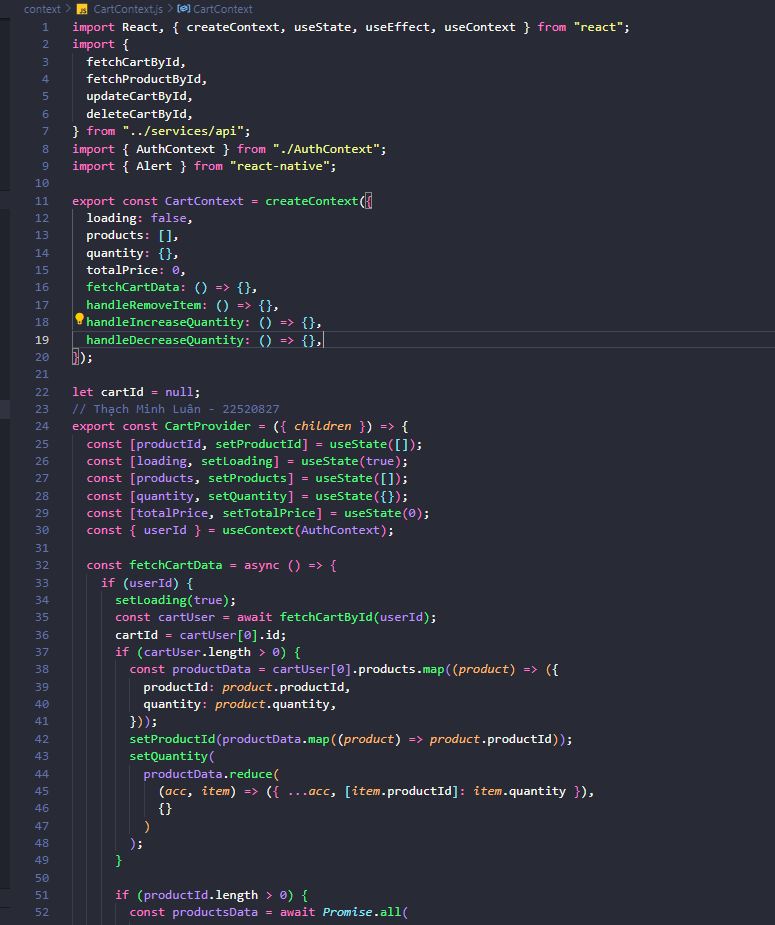 context > JS CartContext.js > CartContext
1 import React, { createContext, useState, useEffect, useContext } from "react";
2 import {
3   fetchCartById,
4   fetchProductById,
5   updateCartById,
6   deleteCartById,
7 } from "../services/api";
8 import { AuthContext } from "./AuthContext";
9 import { Alert } from "react-native";
10
11 export const CartContext = createContext({
12   loading: false,
13   products: [],
14   quantity: {},
15   totalPrice: 0,
16   fetchCartData: () => {},
17   handleRemoveItem: () => {},
18   handleIncreaseQuantity: () => {},
19   handleDecreaseQuantity: () => {},
20 });
21
22 let cartId = null;
23 // Thạch Minh Luân - 22520827
24 export const CartProvider = ({ children }) => {
25   const [productId, setProductId] = useState([]);
26   const [loading, setLoading] = useState(true);
27   const [products, setProducts] = useState([]);
28   const [quantity, setQuantity] = useState({});
29   const [totalPrice, setTotalPrice] = useState(0);
30   const { userId } = useContext(AuthContext);
31
32   const fetchCartData = async () => {
33     if (userId) {
34       setLoading(true);
35       const cartUser = await fetchCartById(userId);
36       cartId = cartUser[0].id;
37       if (cartUser.length > 0) {
38         const productData = cartUser[0].products.map((product) => ({
39           productId: product.productId,
40           quantity: product.quantity,
41         }));
42         setProductId(productData.map((product) => product.productId));
43         setQuantity(
44           productData.reduce(
45             (acc, item) => ({ ...acc, [item.productId]: item.quantity }),
46             {}
47           )
48         );
49       }
50
51       if (productId.length > 0) {
52         const productsData = await Promise.all(